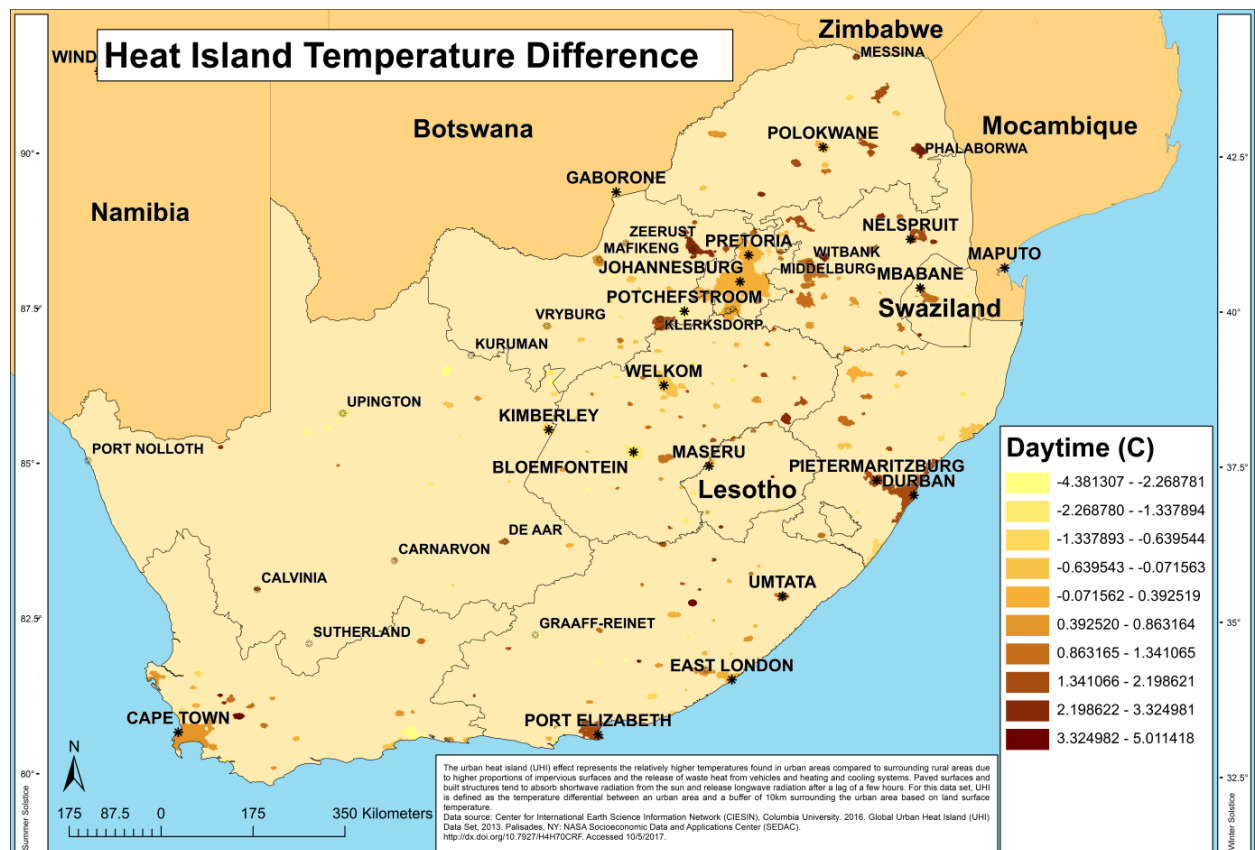 Heat Island Temperature Difference
Zimbabwe
MESSINA
WIND
Botswana
POLOKWANE
Mocambique
PHALABORWA
90°
42.5°
GABORONE
Namibia
ZEERUST
NELSPRUIT
MAFIKENG
PRETORIA
WITBANK
MAPUTO
JOHANNESBURG
MIDDELBURG
MBABANE
POTCHEFSTROOM
Swaziland
87.5°
40°
VRYBURG
KLERKSDORP
KURUMAN
WELKOM
UPINGTON
KIMBERLEY
PORT NOLLOTH
MASERU
85°
BLOEMFONTEIN
PIETERMARITZBURG
37.5°
DURBAN
Lesotho
DE AAR
CARNARVON
CALVINIA
UMTATA
82.5°
35°
GRAAFF-REINET
SUTHERLAND
EAST LONDON
CAPE TOWN
PORT ELIZABETH
80°
32.5°
Daytime (C)
-4.381307 - -2.268781
-2.268780 - -1.337894
-1.337893 - -0.639544
-0.639543 - -0.071563
-0.071562 - 0.392519
0.392520 - 0.863164
0.863165 - 1.341065
1.341066 - 2.198621
2.198622 - 3.324981
3.324982 - 5.011418
N
175 87.5 0 175 350 Kilometers
Summer Solstice
Winter Solstice
The urban heat island (UHI) effect represents the relatively higher temperatures found in urban areas compared to surrounding rural areas due
to higher proportions of impervious surfaces and the release of waste heat from vehicles and heating and cooling systems. Paved surfaces and
built structures tend to absorb shortwave radiation from the sun and release longwave radiation after a lag of a few hours. For this data set, UHI
is defined as the temperature differential between an urban area and a buffer of 10km surrounding the urban area based on land surface
temperature.
Data source: Center for International Earth Science Information Network (CIESIN), Columbia University. 2016. Global Urban Heat Island (UHI)
Data Set, 2013. Palisades, NY: NASA Socioeconomic Data and Applications Center (SEDAC).
http://dx.doi.org/10.7927/H4H70CRF. Accessed 10/5/2017.